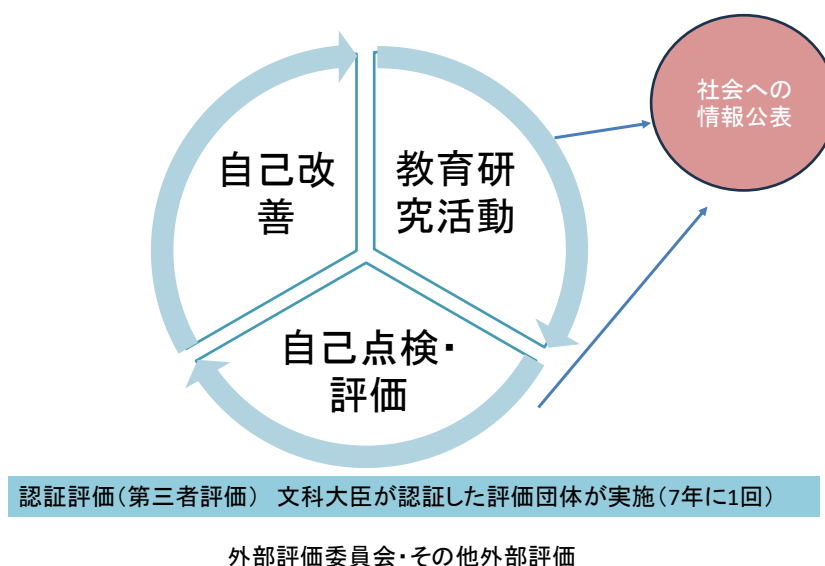 社会への
情報公表
自己改
善
教育研
究活動
自己点検・
評価
認証評価（第三者評価）　文科大臣が認証した評価団体が実施（7年に1回）
外部評価委員会・その他外部評価